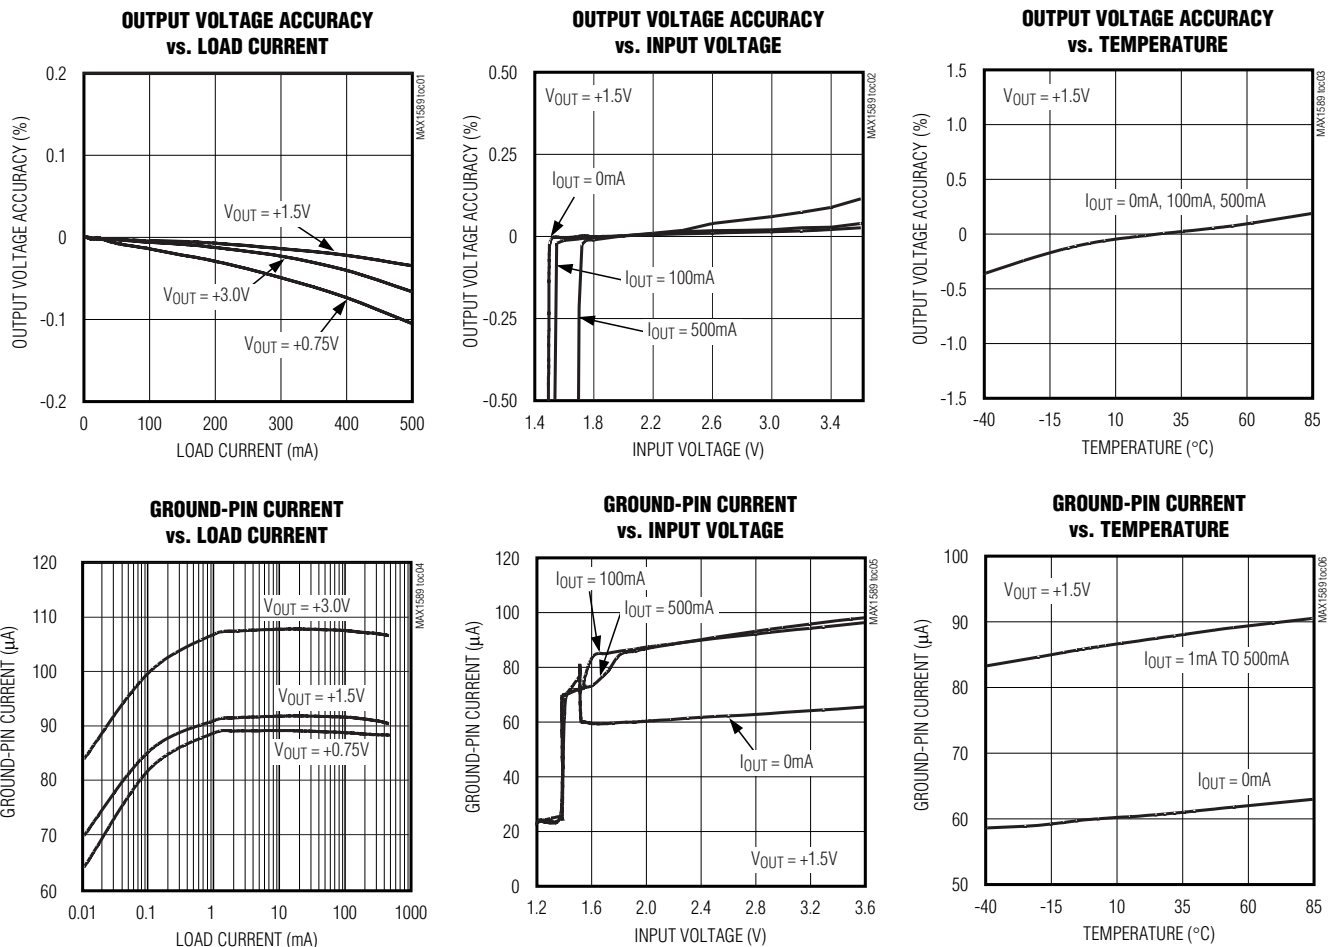 OUTPUT VOLTAGE ACCURACY
vs. LOAD CURRENT
MAX1589 toc01
OUTPUT VOLTAGE ACCURACY (%)
0.2
0.1
0
-0.1
-0.2
VOUT = +1.5V
VOUT = +3.0V
VOUT = +0.75V
0 100 200 300 400 500
LOAD CURRENT (mA)
OUTPUT VOLTAGE ACCURACY
vs. INPUT VOLTAGE
MAX1589 toc02
OUTPUT VOLTAGE ACCURACY (%)
0.50
0.25
0
-0.25
-0.50
VOUT = +1.5V
IOUT = 0mA
IOUT = 100mA
IOUT = 500mA
1.4 1.8 2.2 2.6 3.0 3.4
INPUT VOLTAGE (V)
OUTPUT VOLTAGE ACCURACY
vs. TEMPERATURE
MAX1589 toc03
OUTPUT VOLTAGE ACCURACY (%)
1.5
1.0
0.5
0
-0.5
-1.0
-1.5
VOUT = +1.5V
IOUT = 0mA, 100mA, 500mA
-40 -15 10 35 60 85
TEMPERATURE (°C)
GROUND-PIN CURRENT
vs. LOAD CURRENT
MAX1589 toc04
GROUND-PIN CURRENT (µA)
120
110
100
90
80
70
60
VOUT = +3.0V
VOUT = +1.5V
VOUT = +0.75V
0.01 0.1 1 10 100 1000
LOAD CURRENT (mA)
GROUND-PIN CURRENT
vs. INPUT VOLTAGE
MAX1589 toc05
GROUND-PIN CURRENT (µA)
120
100
80
60
40
20
0
IOUT = 100mA
IOUT = 500mA
IOUT = 0mA
VOUT = +1.5V
1.2 1.6 2.0 2.4 2.8 3.2 3.6
INPUT VOLTAGE (V)
GROUND-PIN CURRENT
vs. TEMPERATURE
MAX1589 toc06
GROUND-PIN CURRENT (µA)
100
90
80
70
60
50
VOUT = +1.5V
IOUT = 1mA TO 500mA
IOUT = 0mA
-40 -15 10 35 60 85
TEMPERATURE (°C)